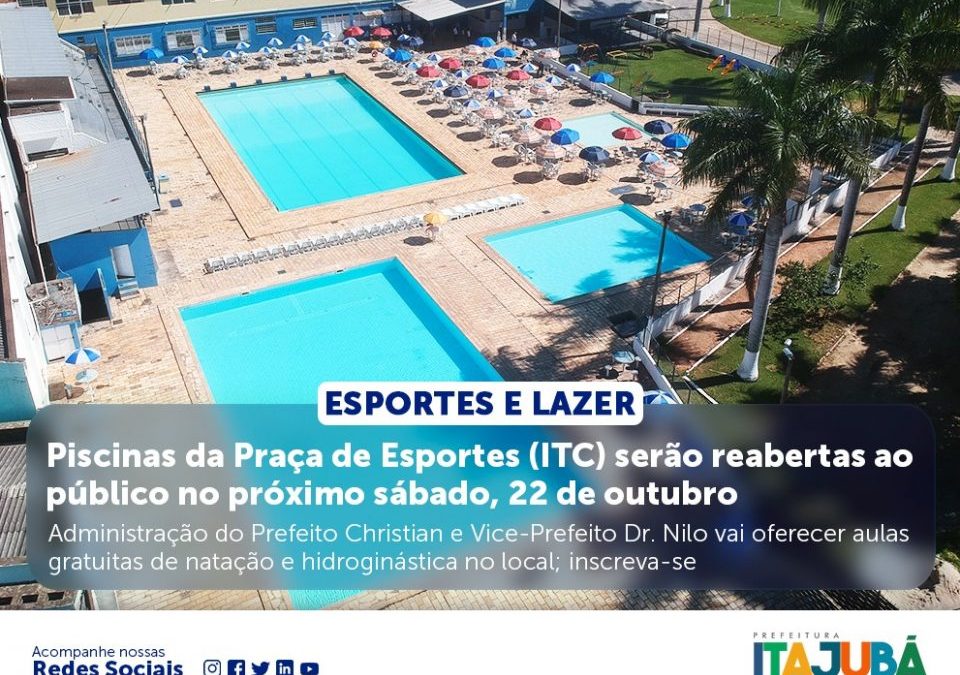 ESPORTES E LAZER
Piscinas da Praça de Esportes (ITC) serão reabertas ao
público no próximo sábado, 22 de outubro
Administração do Prefeito Christian e Vice-Prefeito Dr. Nilo vai oferecer aulas
gratuitas de natação e hidroginástica no local; inscreva-se
Acompanhe nossas
Redes Sociais
PREFEITURA
ITAJUBÁ